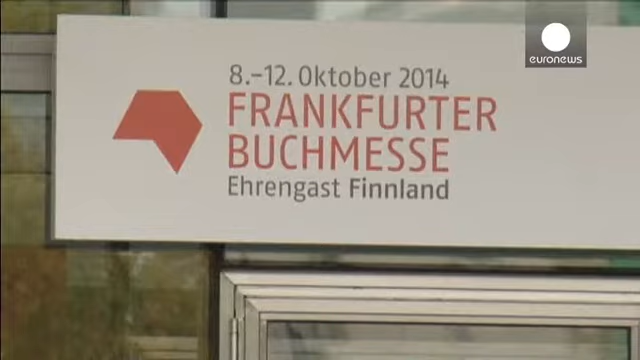 euronews
8.–12. Oktober 2014
FRANKFURTER
BUCHMESSE
Ehrengast Finnland